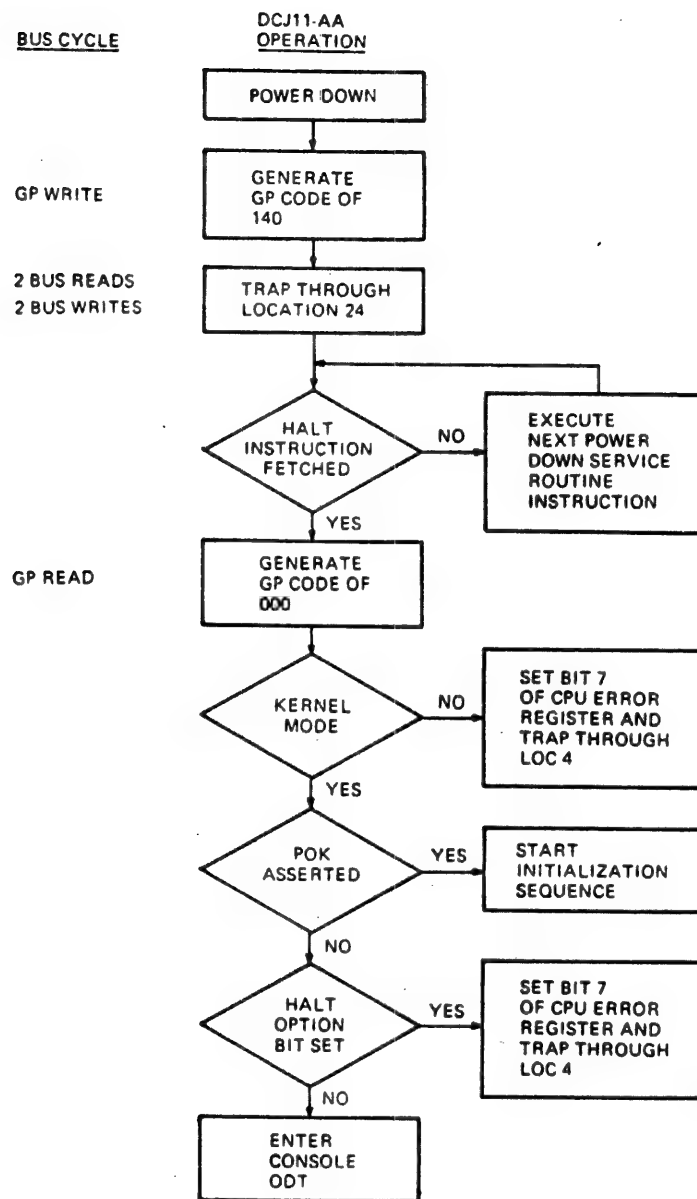 DCJ11-AA
BUS CYCLE
OPERATION
POWER DOWN
GP WRITE
GENERATE
GP CODE OF
140
2 BUS READS
2 BUS WRITES
TRAP THROUGH
LOCATION 24
HALT
INSTRUCTION
FETCHED
NO
EXECUTE
NEXT POWER
DOWN SERVICE
ROUTINE
INSTRUCTION
YES
GP READ
GENERATE
GP CODE OF
000
KERNEL
MODE
NO
SET BIT 7
OF CPU ERROR
REGISTER AND
TRAP THROUGH
LOC 4
YES
POK
ASSERTED
YES
START
INITIALIZATION
SEQUENCE
NO
HALT
OPTION
BIT SET
YES
SET BIT 7
OF CPU ERROR
REGISTER AND
TRAP THROUGH
LOC 4
NO
ENTER
CONSOLE
ODT